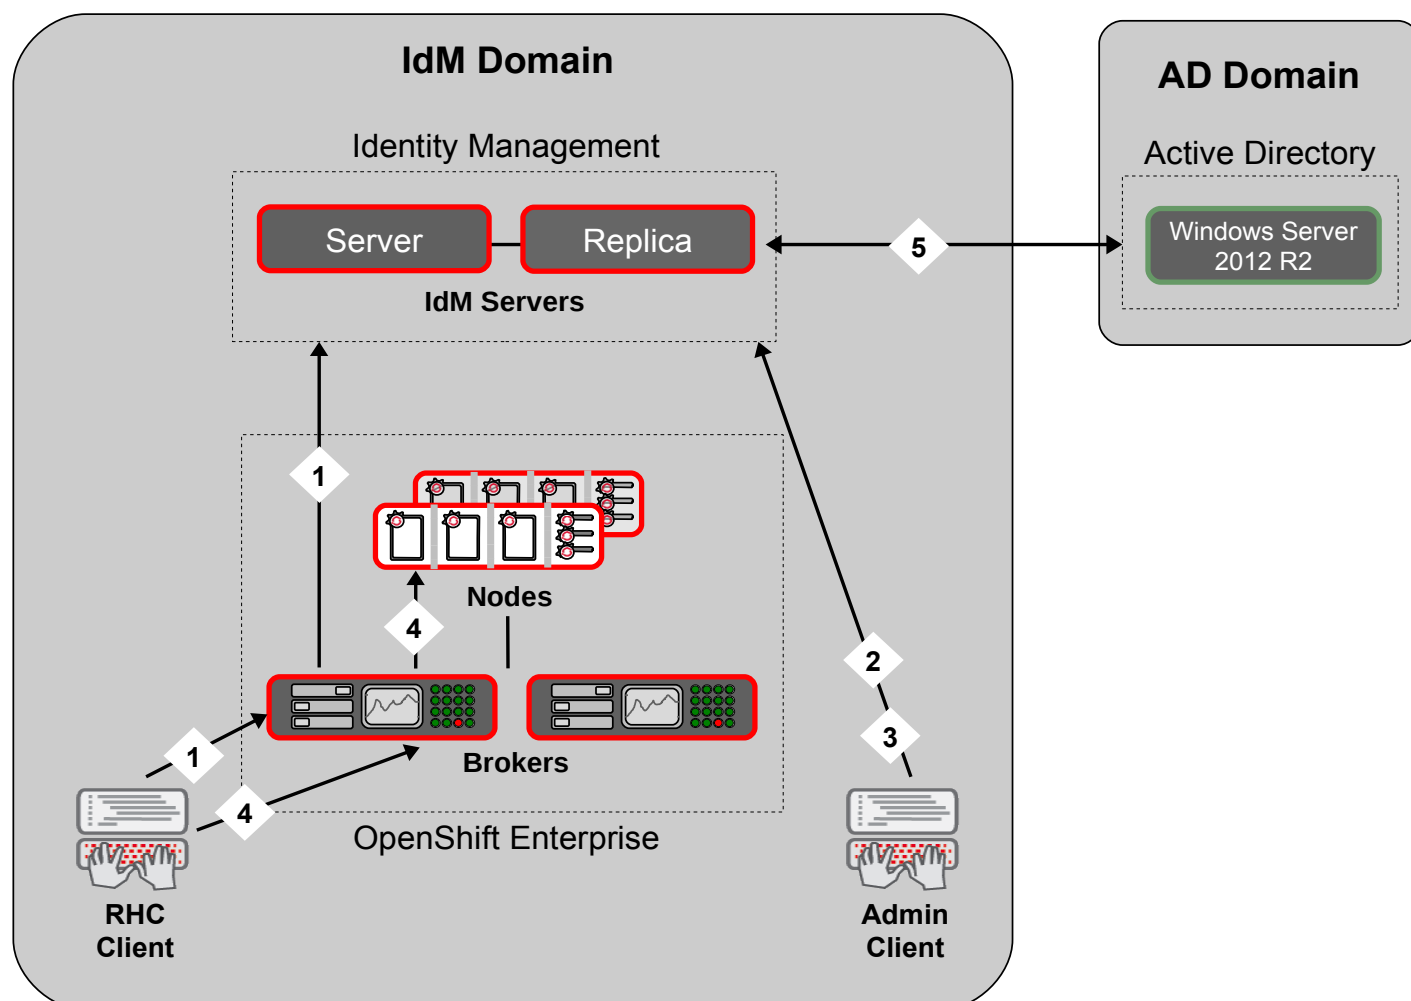 IdM Domain
AD Domain
Identity Management
Active Directory
Server
Replica
IdM Servers
5
Windows Server
2012 R2
1
Nodes
4
2
3
1
Brokers
4
OpenShift Enterprise
RHC
Client
Admin
Client